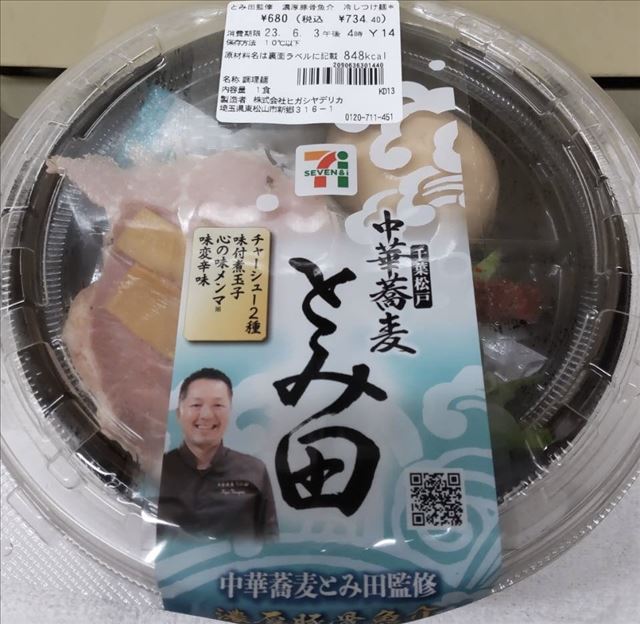 とみ田監修 濃厚豚骨魚介 冷しつけ麺*
¥680 (税込 ¥734.40)
消費期限 23. 6. 3午後 4時 Y14
保存方法 10℃以下
原材料名は裏面ラベルに記載 848kcal
2090636301440
名称 調理麺
内容量 1食 KD13
製造者 株式会社ヒガシヤデリカ
埼玉県東松山市新郷316-1
0120-711-451
SEVEN&i
千葉松戸
中華蕎麦
とみ田
チャーシュー2種
味付煮玉子
心の味メンマ
味変辛味
中華蕎麦とみ田監修
濃厚豚骨魚介